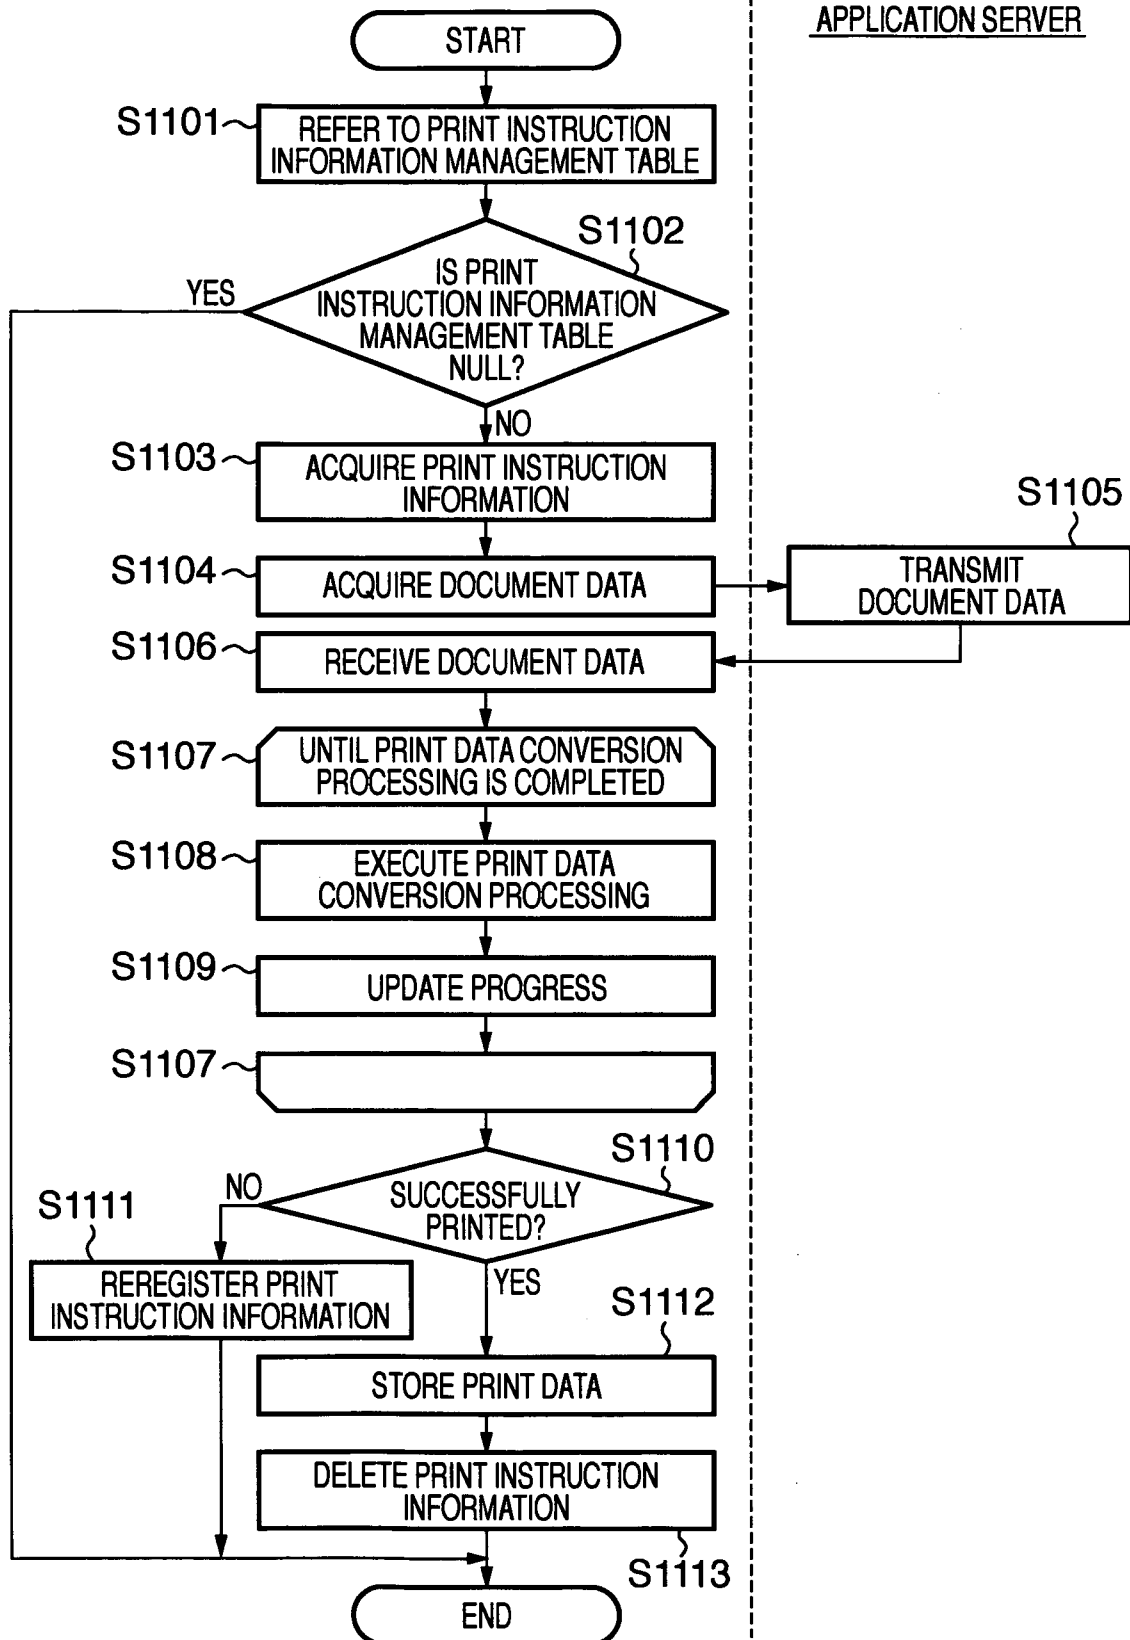 APPLICATION SERVER
START
S1101
REFER TO PRINT INSTRUCTION
INFORMATION MANAGEMENT TABLE
S1102
IS PRINT
INSTRUCTION INFORMATION
MANAGEMENT TABLE
NULL?
YES
NO
S1103
ACQUIRE PRINT INSTRUCTION
INFORMATION
S1104
ACQUIRE DOCUMENT DATA
S1105
TRANSMIT
DOCUMENT DATA
S1106
RECEIVE DOCUMENT DATA
S1107
UNTIL PRINT DATA CONVERSION
PROCESSING IS COMPLETED
S1108
EXECUTE PRINT DATA
CONVERSION PROCESSING
S1109
UPDATE PROGRESS
S1107
S1110
SUCCESSFULLY
PRINTED?
NO
YES
S1111
REREGISTER PRINT
INSTRUCTION INFORMATION
S1112
STORE PRINT DATA
DELETE PRINT INSTRUCTION
INFORMATION
S1113
END